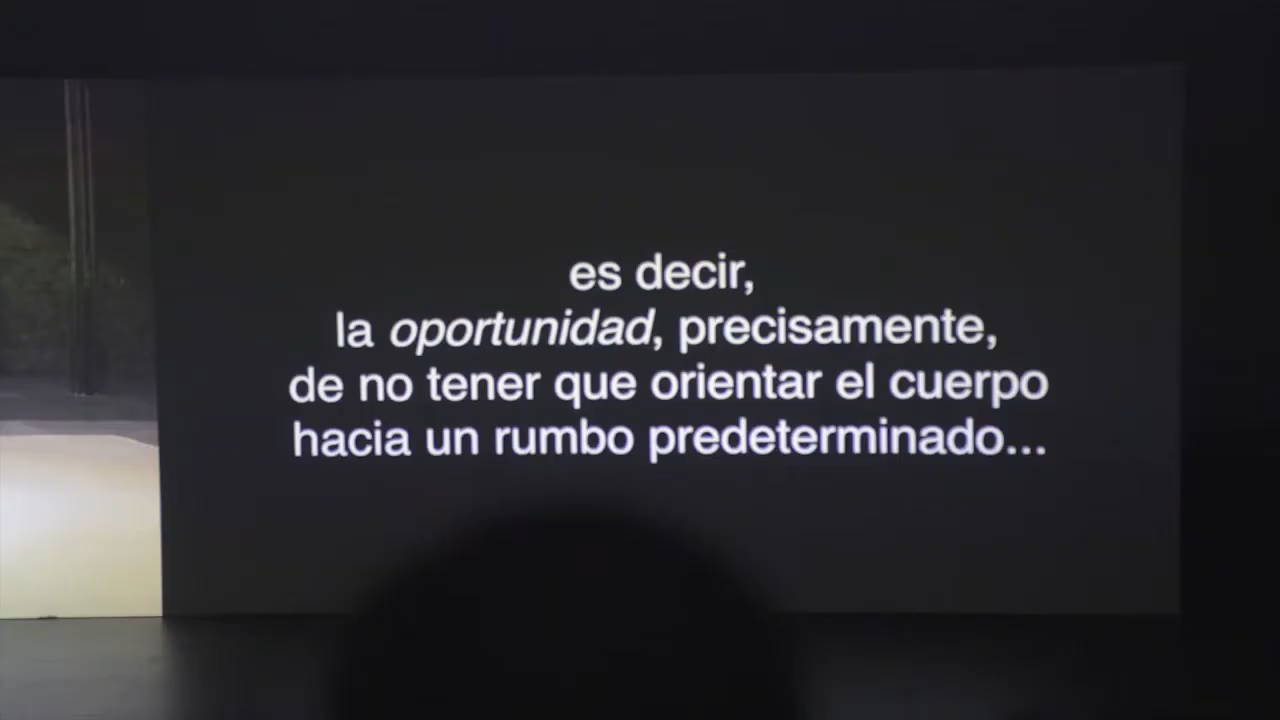 es decir,
la oportunidad, precisamente,
de no tener que orientar el cuerpo
hacia un rumbo predeterminado...